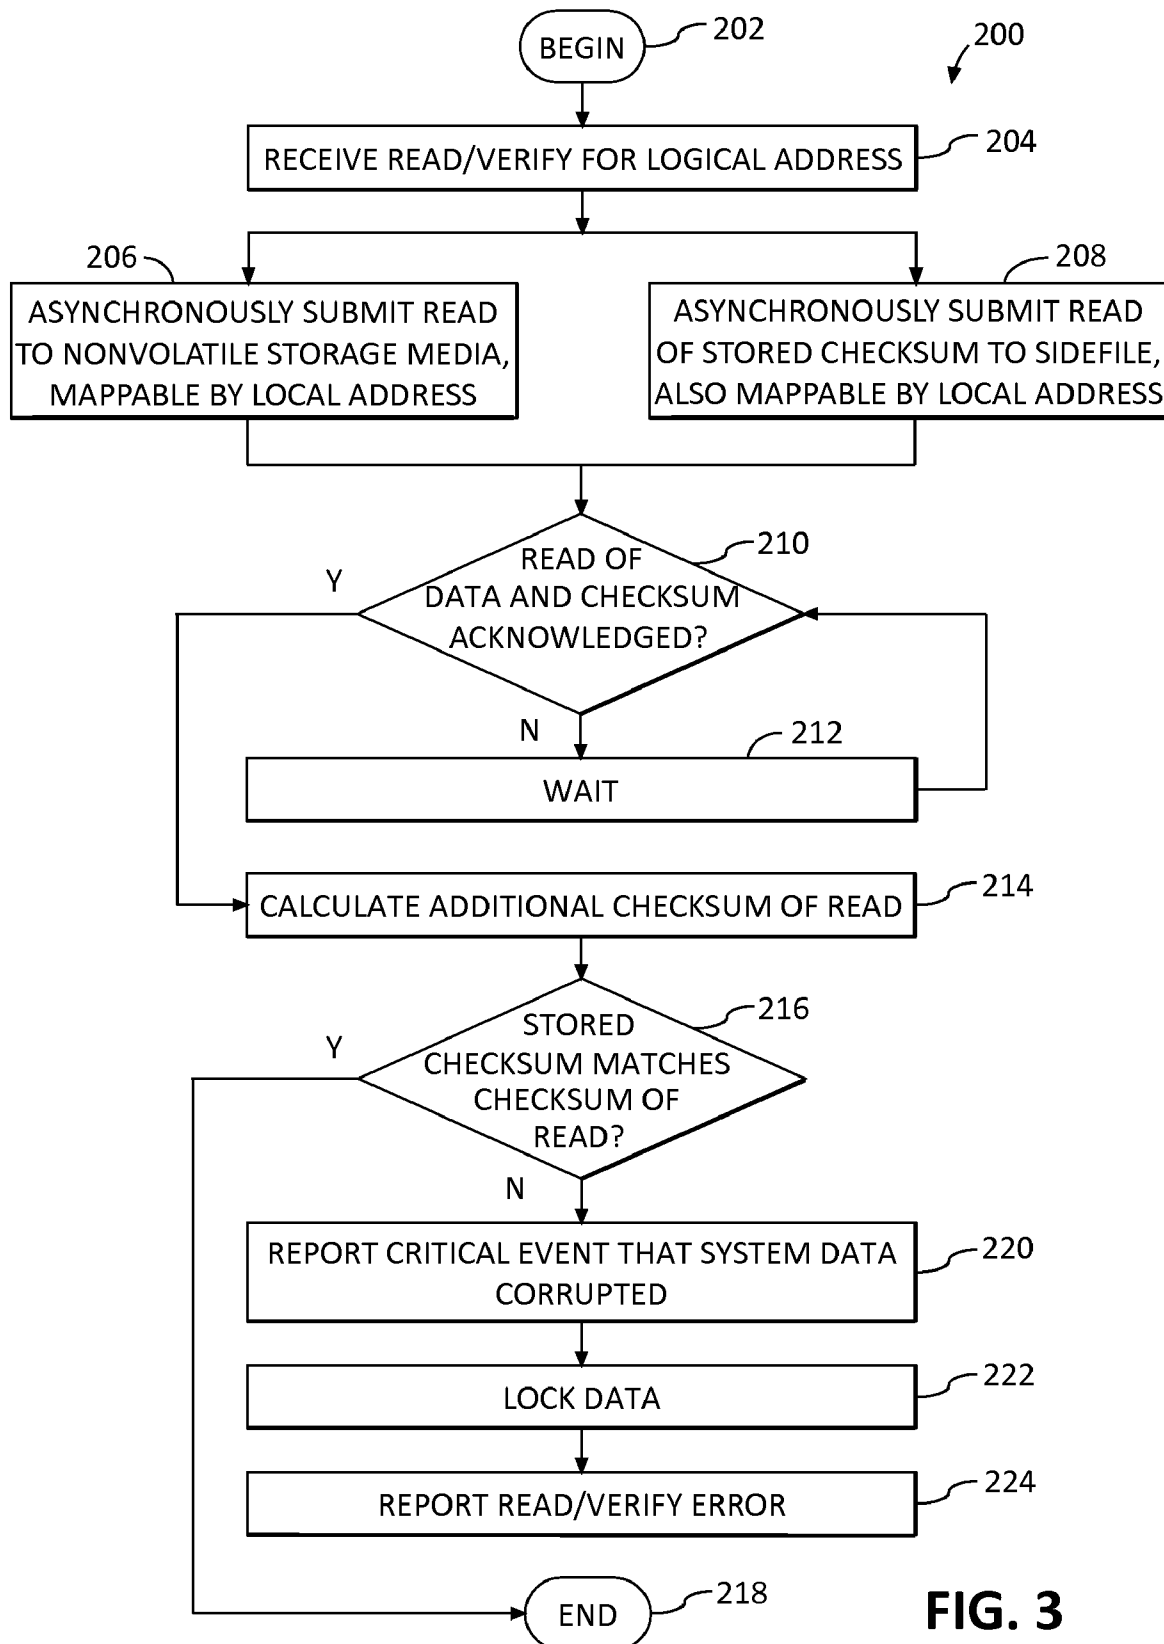 BEGIN
202
200
RECEIVE READ/VERIFY FOR LOGICAL ADDRESS
204
206
208
ASYNCHRONOUSLY SUBMIT READ
TO NONVOLATILE STORAGE MEDIA,
MAPPABLE BY LOCAL ADDRESS
ASYNCHRONOUSLY SUBMIT READ
OF STORED CHECKSUM TO SIDEFILE,
ALSO MAPPABLE BY LOCAL ADDRESS
210
READ OF
DATA AND CHECKSUM
ACKNOWLEDGED?
Y
N
212
WAIT
CALCULATE ADDITIONAL CHECKSUM OF READ
214
216
STORED
CHECKSUM MATCHES
CHECKSUM OF
READ?
Y
N
REPORT CRITICAL EVENT THAT SYSTEM DATA
CORRUPTED
220
LOCK DATA
222
REPORT READ/VERIFY ERROR
224
END
218
FIG. 3